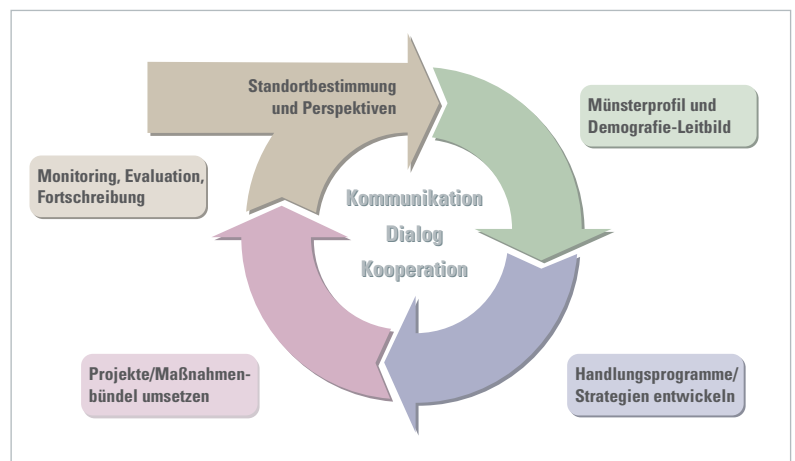 Standortbestimmung
und Perspektiven
Münsterprofil und
Demografie-Leitbild
Monitoring, Evaluation,
Fortschreibung
Kommunikation
Dialog
Kooperation
Projekte/Maßnahmen-
bündel umsetzen
Handlungsprogramme/
Strategien entwickeln